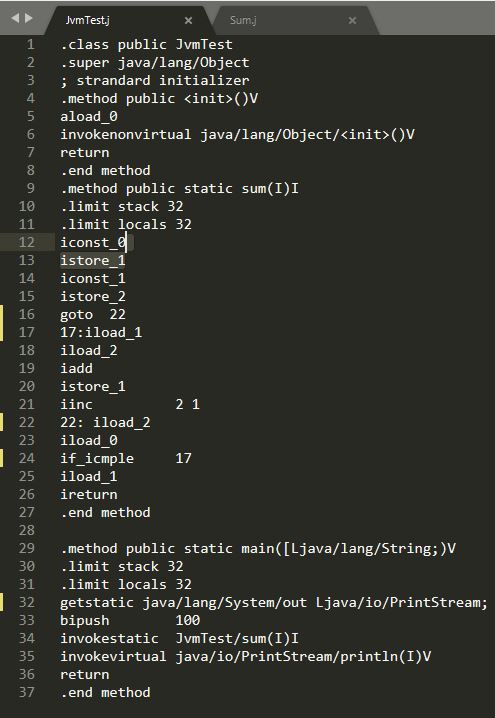 JvmTest.j × Sum.j ×
1 .class public JvmTest
2 .super java/lang/Object
3 ; strandard initializer
4 .method public <init>()V
5 aload_0
6 invokenonvirtual java/lang/Object/<init>()V
7 return
8 .end method
9 .method public static sum(I)I
10 .limit stack 32
11 .limit locals 32
12 iconst_0
13 istore_1
14 iconst_1
15 istore_2
16 goto  22
17 17:iload_1
18 iload_2
19 iadd
20 istore_1
21 iinc          2 1
22 22: iload_2
23 iload_0
24 if_icmple     17
25 iload_1
26 ireturn
27 .end method
28
29 .method public static main([Ljava/lang/String;)V
30 .limit stack 32
31 .limit locals 32
32 getstatic java/lang/System/out Ljava/io/PrintStream;
33 bipush        100
34 invokestatic  JvmTest/sum(I)I
35 invokevirtual java/io/PrintStream/println(I)V
36 return
37 .end method